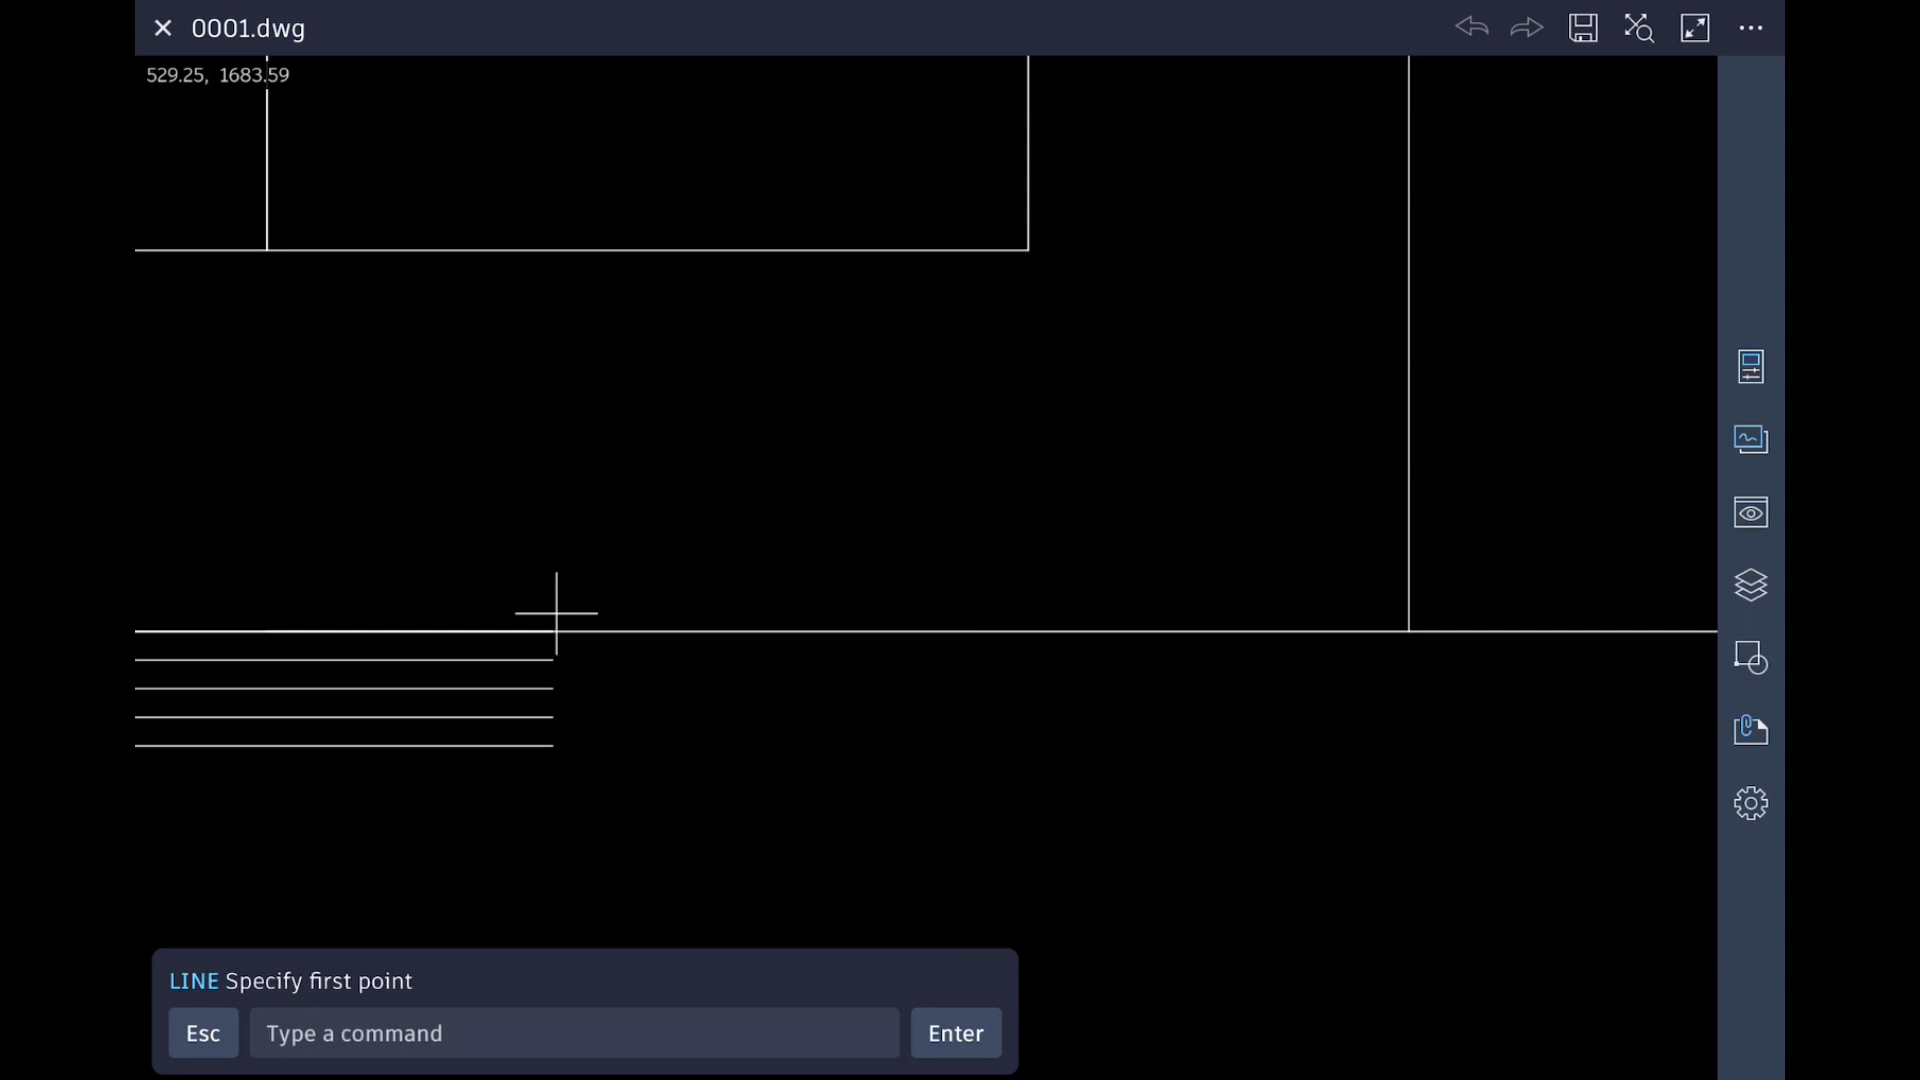 0001.dwg
529.25, 1683.59
LINE Specify first point
Esc
Type a command
Enter